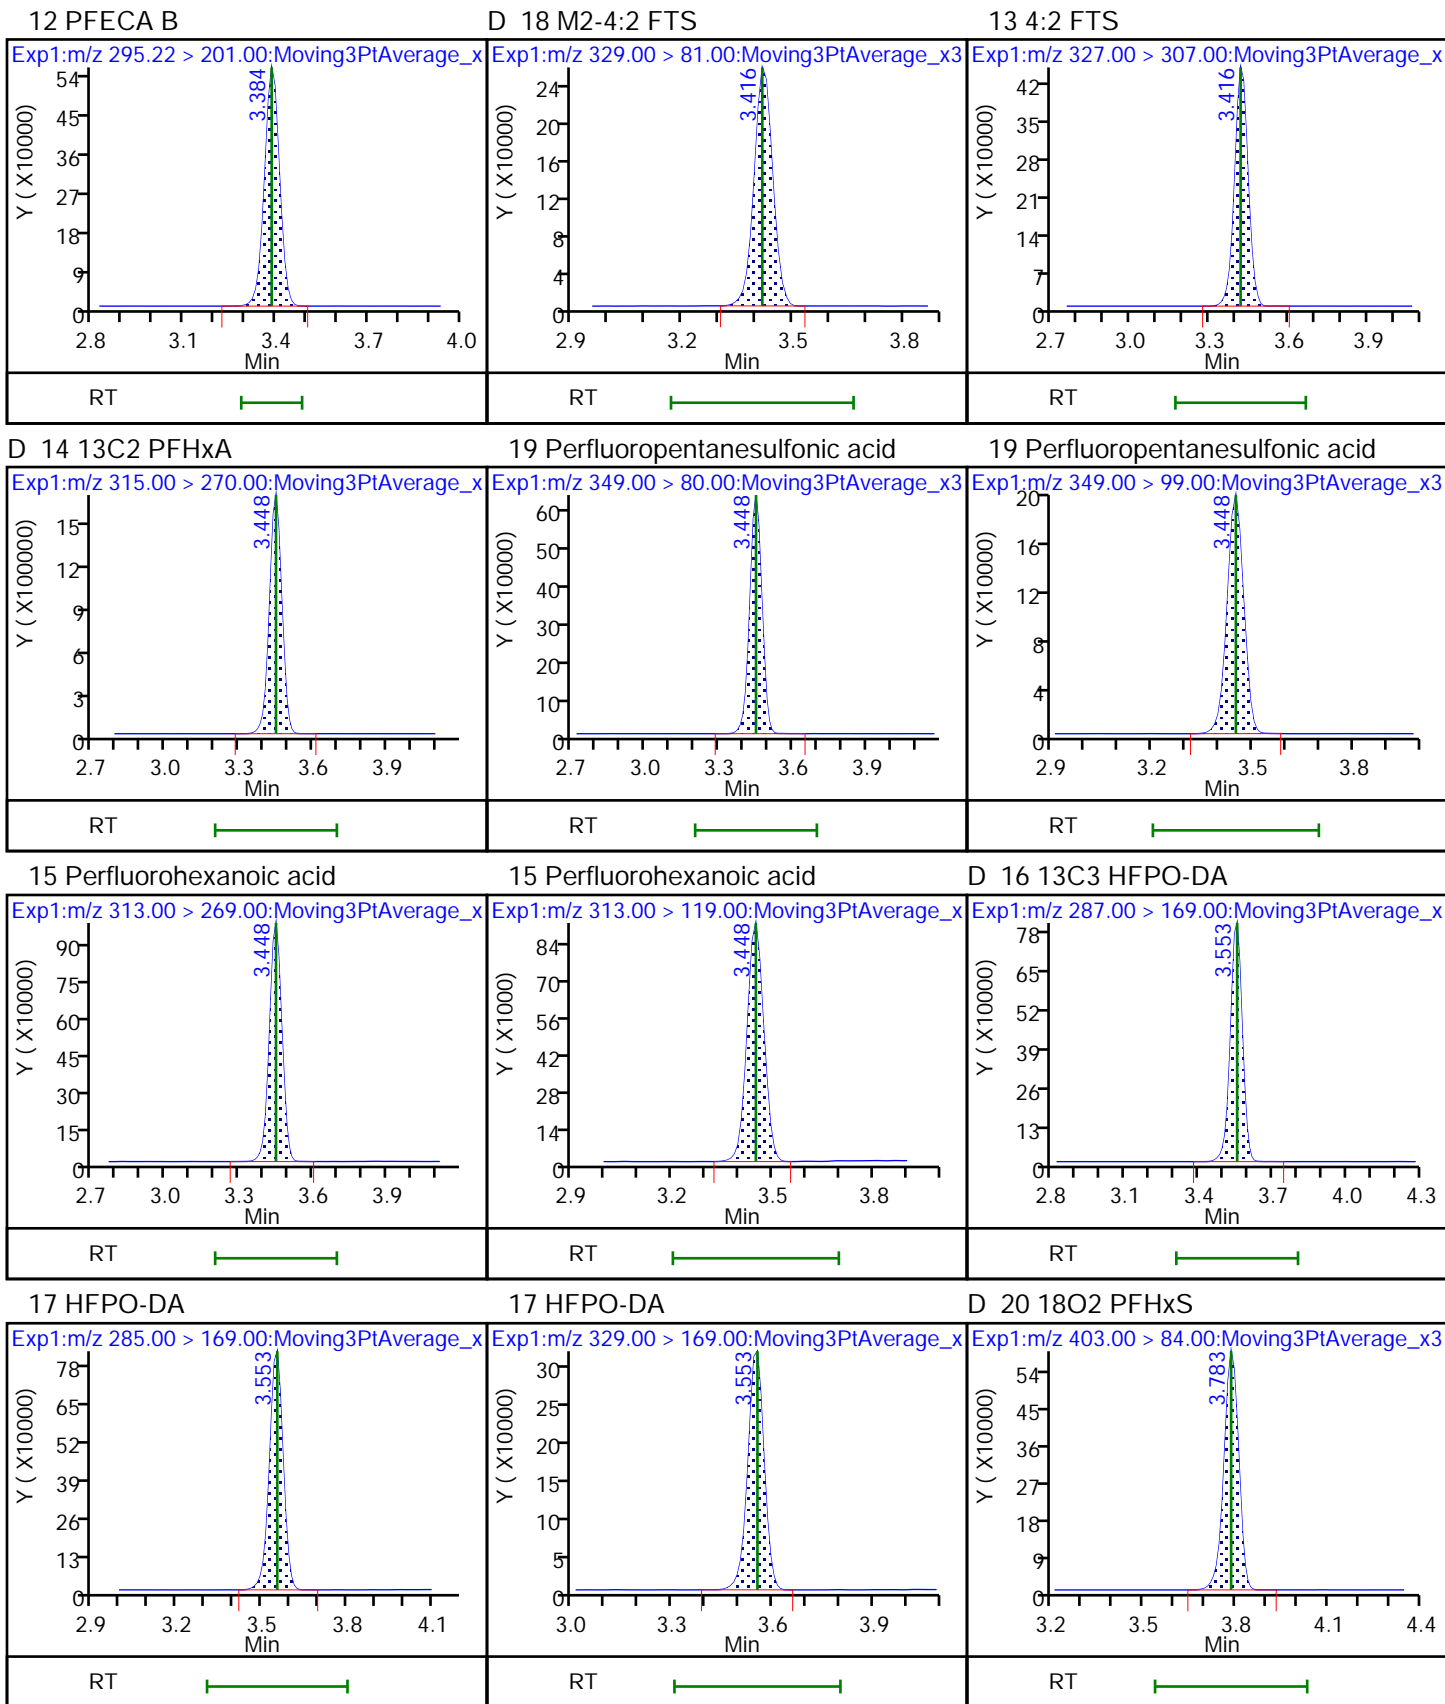 12 PFECA B
Exp1:m/z 295.22 > 201.00:Moving3PtAverage_x
3.384
Y ( X10000)
54
45
36
27
18
9
0
2.8 3.1 3.4 3.7 4.0
Min
RT
D 18 M2-4:2 FTS
Exp1:m/z 329.00 > 81.00:Moving3PtAverage_x3
3.416
Y ( X10000)
24
20
16
12
8
4
0
2.9 3.2 3.5 3.8
Min
RT
13 4:2 FTS
Exp1:m/z 327.00 > 307.00:Moving3PtAverage_x
3.416
Y ( X10000)
42
35
28
21
14
7
0
2.7 3.0 3.3 3.6 3.9
Min
RT
D 14 13C2 PFHxA
Exp1:m/z 315.00 > 270.00:Moving3PtAverage_x
3.448
Y ( X100000)
15
12
9
6
3
0
2.7 3.0 3.3 3.6 3.9
Min
RT
19 Perfluoropentanesulfonic acid
Exp1:m/z 349.00 > 80.00:Moving3PtAverage_x3
3.448
Y ( X10000)
60
50
40
30
20
10
0
2.7 3.0 3.3 3.6 3.9
Min
RT
19 Perfluoropentanesulfonic acid
Exp1:m/z 349.00 > 99.00:Moving3PtAverage_x3
3.448
Y ( X10000)
20
16
12
8
4
0
2.9 3.2 3.5 3.8
Min
RT
15 Perfluorohexanoic acid
Exp1:m/z 313.00 > 269.00:Moving3PtAverage_x
3.448
Y ( X10000)
90
75
60
45
30
15
0
2.7 3.0 3.3 3.6 3.9
Min
RT
15 Perfluorohexanoic acid
Exp1:m/z 313.00 > 119.00:Moving3PtAverage_x
3.448
Y ( X1000)
84
70
56
42
28
14
0
2.9 3.2 3.5 3.8
Min
RT
D 16 13C3 HFPO-DA
Exp1:m/z 287.00 > 169.00:Moving3PtAverage_x
3.553
Y ( X10000)
78
65
52
39
26
13
0
2.8 3.1 3.4 3.7 4.0 4.3
Min
RT
17 HFPO-DA
Exp1:m/z 285.00 > 169.00:Moving3PtAverage_x
3.553
Y ( X10000)
78
65
52
39
26
13
0
2.9 3.2 3.5 3.8 4.1
Min
RT
17 HFPO-DA
Exp1:m/z 329.00 > 169.00:Moving3PtAverage_x
3.553
Y ( X10000)
30
25
20
15
10
5
0
3.0 3.3 3.6 3.9
Min
RT
D 20 18O2 PFHxS
Exp1:m/z 403.00 > 84.00:Moving3PtAverage_x3
3.783
Y ( X10000)
54
45
36
27
18
9
0
3.2 3.5 3.8 4.1 4.4
Min
RT